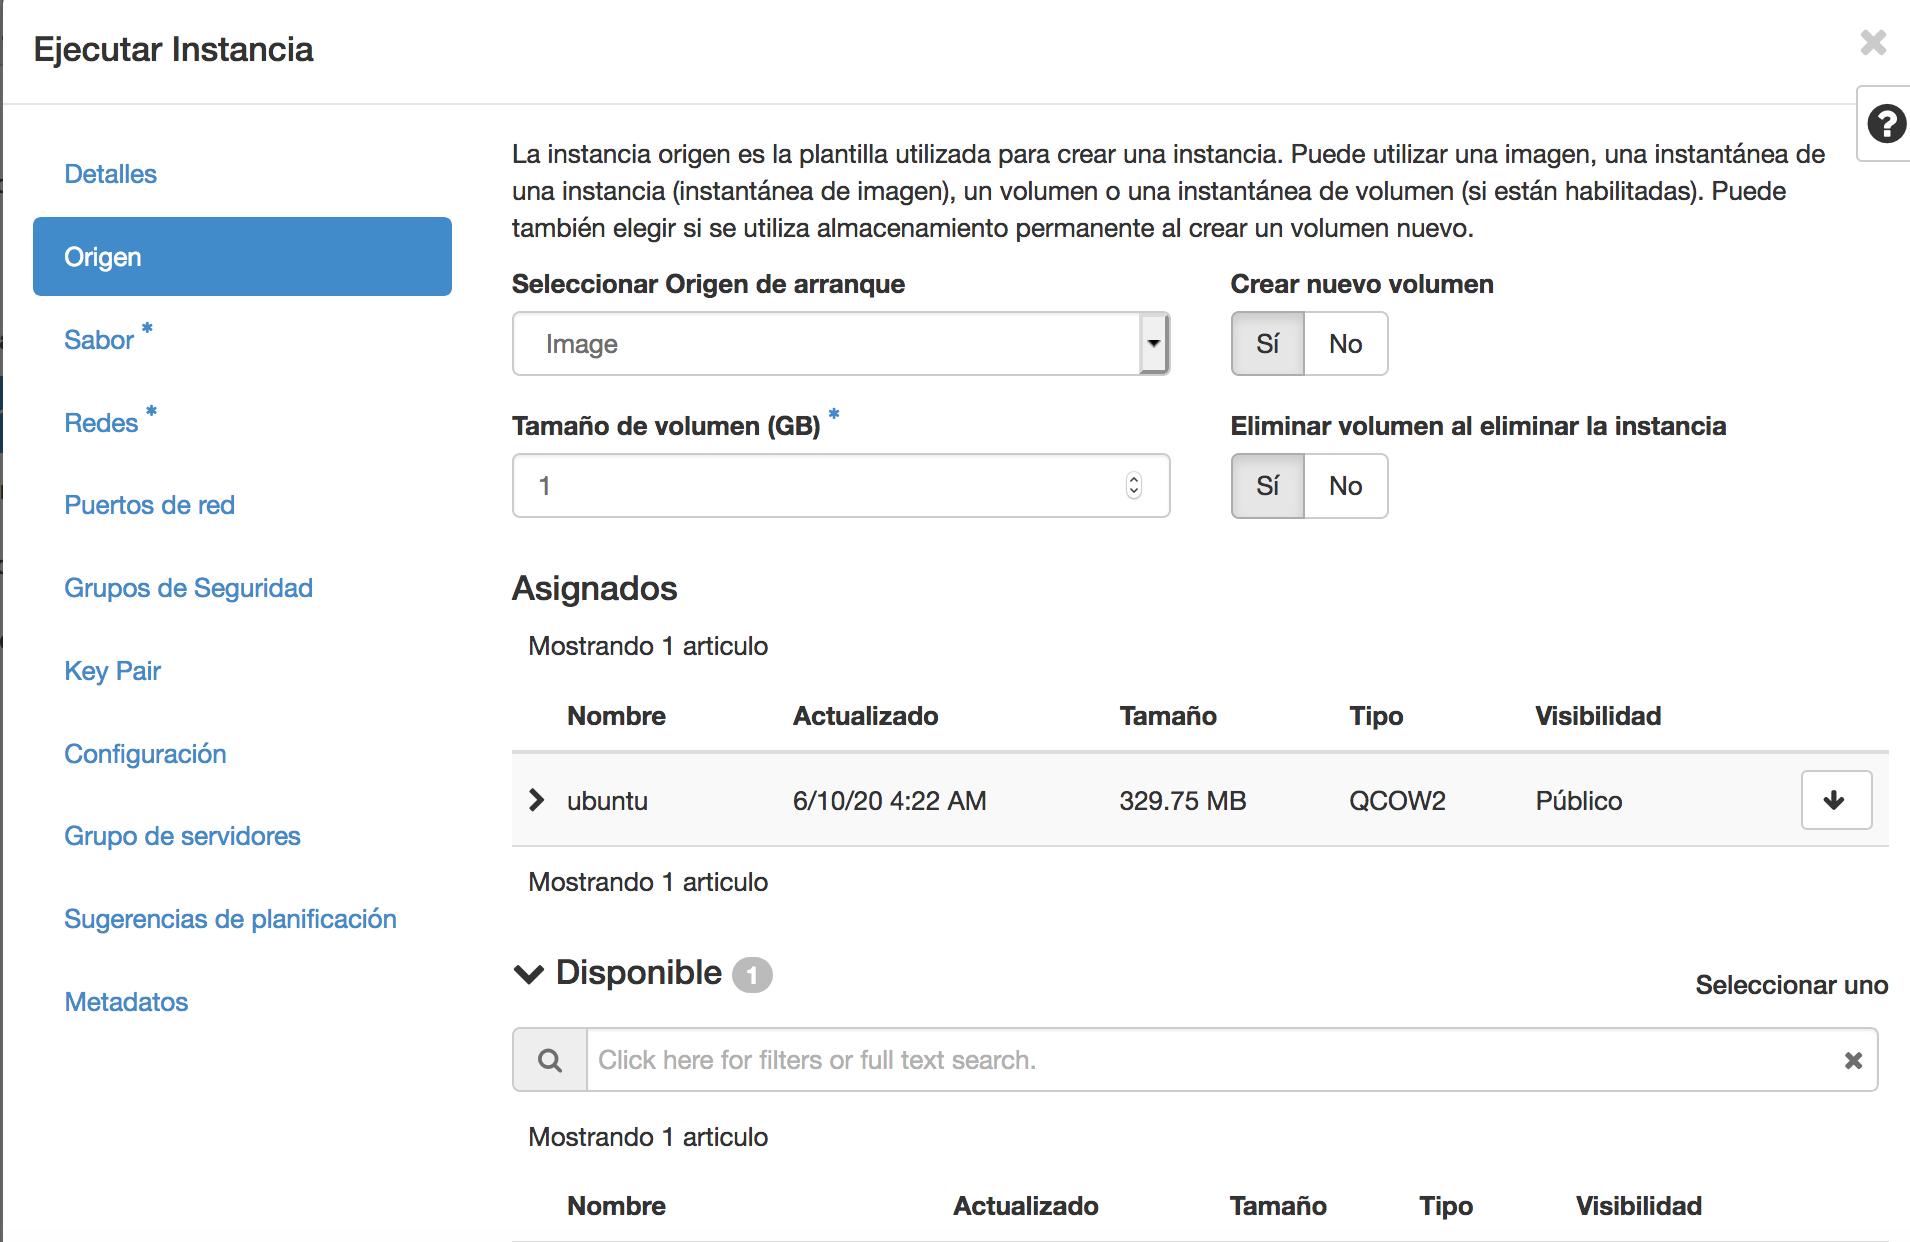 Ejecutar Instancia
Detalles
Origen
Sabor *
Redes *
Puertos de red
Grupos de Seguridad
Key Pair
Configuración
Grupo de servidores
Sugerencias de planificación
Metadatos
La instancia origen es la plantilla utilizada para crear una instancia. Puede utilizar una imagen, una instantánea de
una instancia (instantánea de imagen), un volumen o una instantánea de volumen (si están habilitadas). Puede
también elegir si se utiliza almacenamiento permanente al crear un volumen nuevo.
Seleccionar Origen de arranque
Image
Crear nuevo volumen
Sí No
Tamaño de volumen (GB) *
1
Eliminar volumen al eliminar la instancia
Sí No
Asignados
Mostrando 1 articulo
Nombre Actualizado Tamaño Tipo Visibilidad
ubuntu 6/10/20 4:22 AM 329.75 MB QCOW2 Público
Mostrando 1 articulo
Disponible 1
Seleccionar uno
Click here for filters or full text search.
Mostrando 1 articulo
Nombre Actualizado Tamaño Tipo Visibilidad